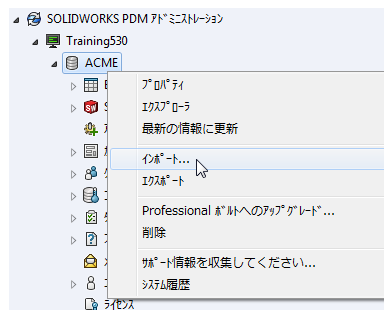 SOLIDWORKS PDM ｱﾄﾞﾐﾆｽﾄﾚｰｼｮﾝ
Training530
ACME
ﾌﾟﾛﾊﾟﾃｨ
ｴｸｽﾌﾟﾛｰﾗ
最新の情報に更新
ｲﾝﾎﾟｰﾄ...
ｴｸｽﾎﾟｰﾄ
Professional ﾎﾞﾙﾄへのｱｯﾌﾟｸﾞﾚｰﾄﾞ...
削除
ｻﾎﾟｰﾄ情報を収集してください...
ｼｽﾃﾑ履歴
ﾗｲｾﾝｽ